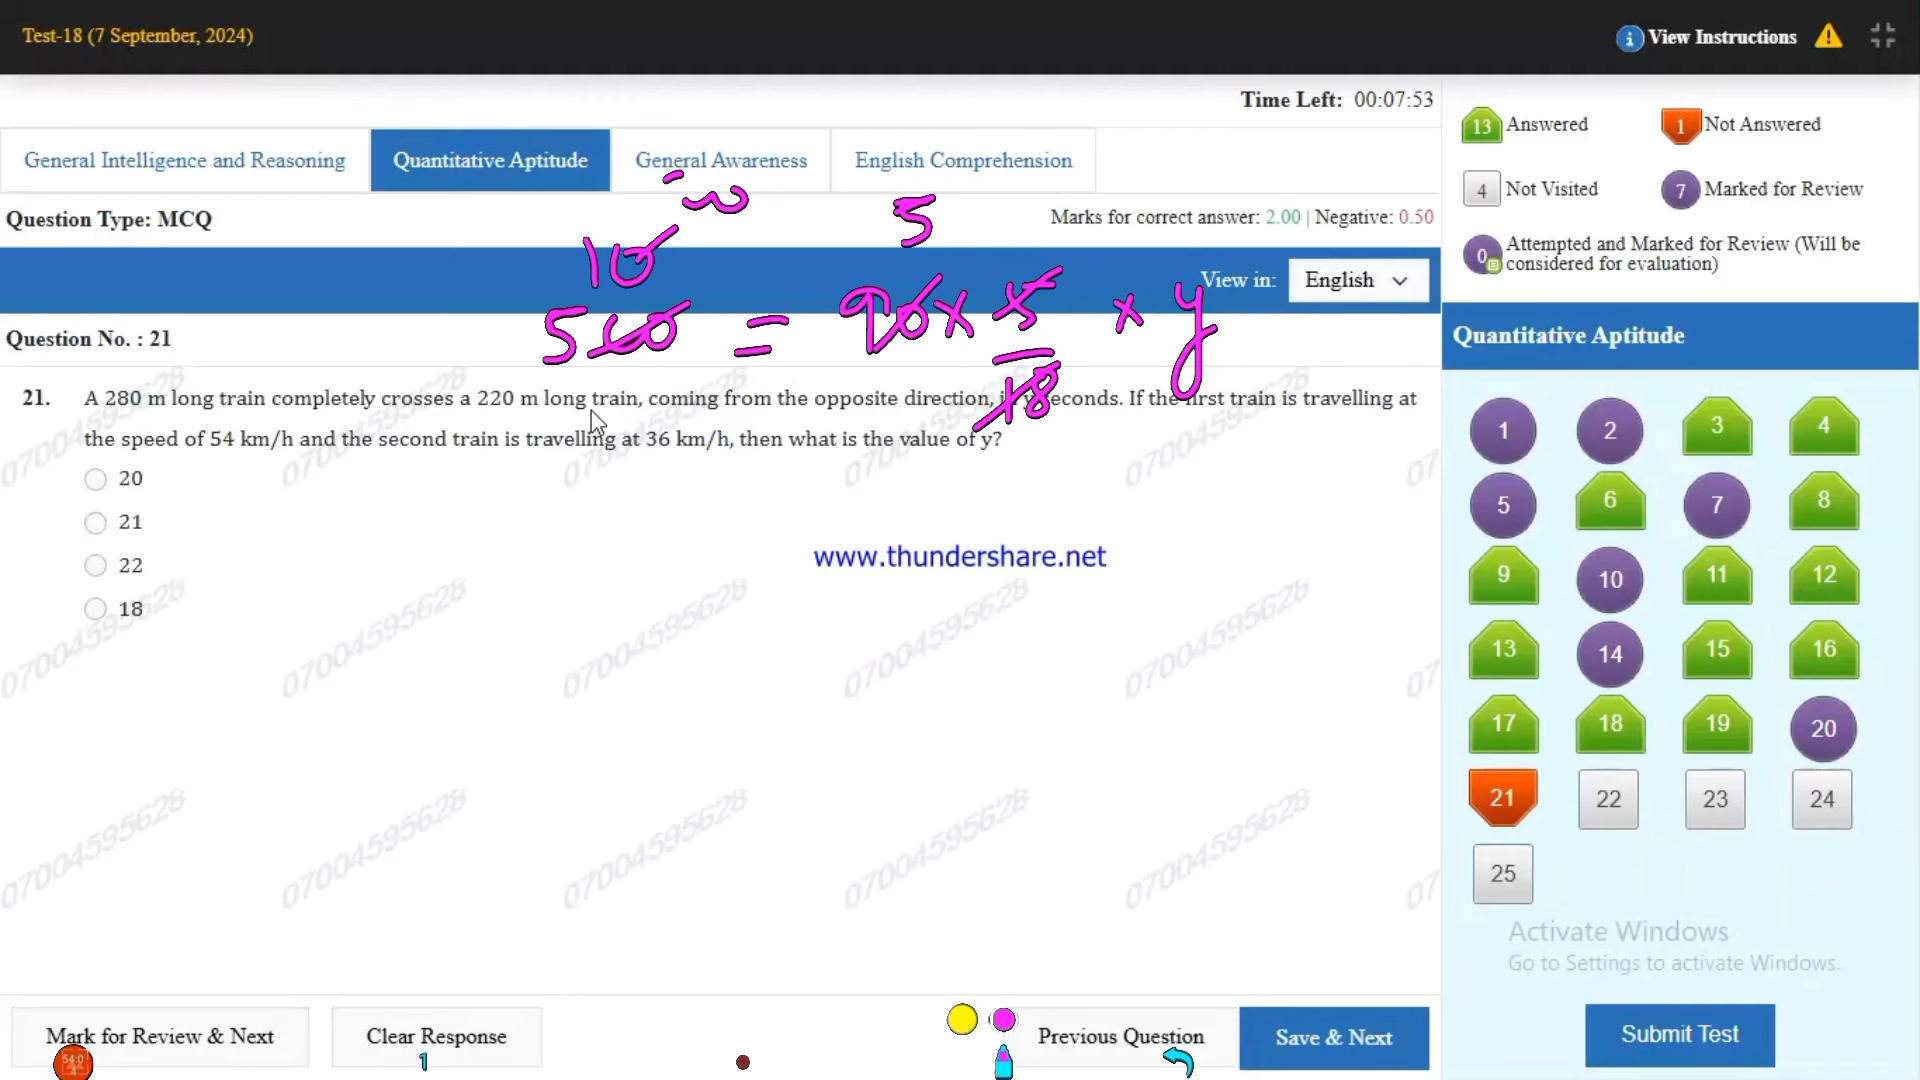 Test-18 (7 September, 2024)
View Instructions
Time Left: 00:07:53
General Intelligence and Reasoning
Quantitative Aptitude
General Awareness
English Comprehension
Question Type: MCQ
Marks for correct answer: 2.00 | Negative: 0.50
View in: English
10
5
500 = 90 x 5/18 x y
Question No. : 21
21. A 280 m long train completely crosses a 220 m long train, coming from the opposite direction, y seconds. If the first train is travelling at
the speed of 54 km/h and the second train is travelling at 36 km/h, then what is the value of y?
20
21
22
18
www.thundershare.net
07004595628
Mark for Review & Next
Clear Response
Previous Question
Save & Next
1
13 Answered
1 Not Answered
4 Not Visited
7 Marked for Review
0 Attempted and Marked for Review (Will be
considered for evaluation)
Quantitative Aptitude
1 2 3 4
5 6 7 8
9 10 11 12
13 14 15 16
17 18 19 20
21 22 23 24
25
Activate Windows
Go to Settings to activate Windows.
Submit Test